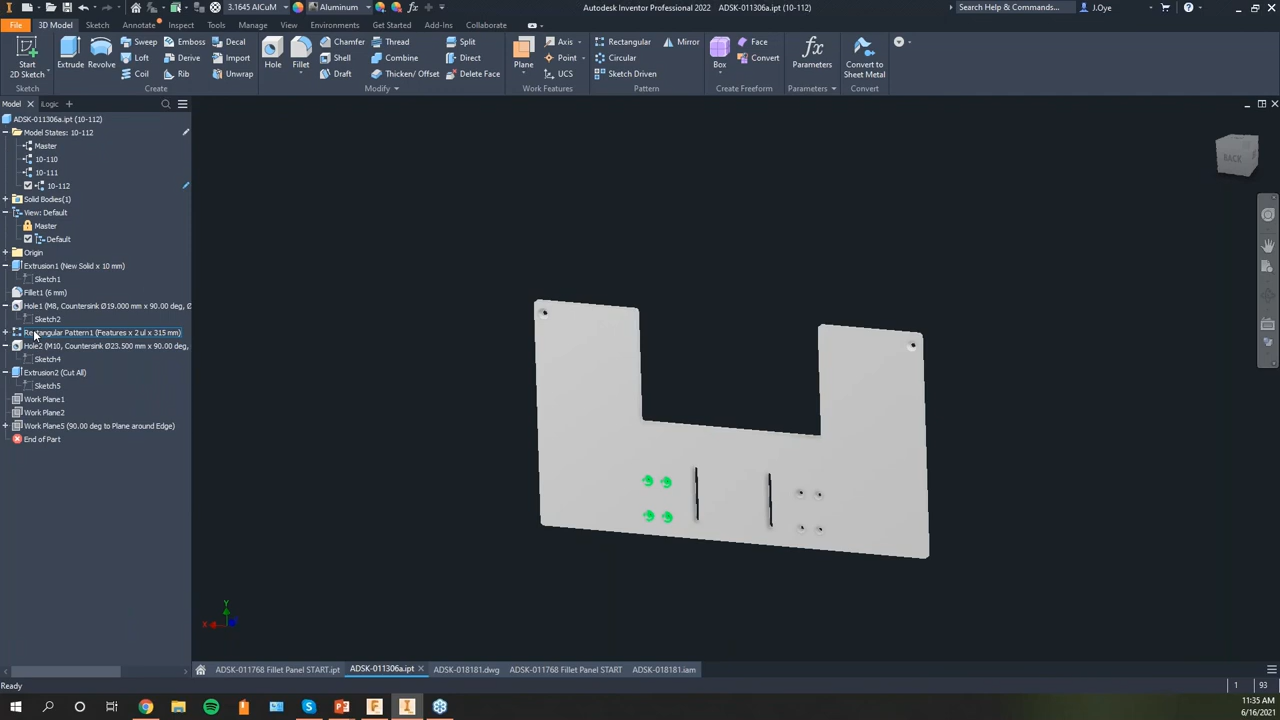 3.1645 AlCuM
Aluminum
Autodesk Inventor Professional 2022 ADSK-011306a.ipt (10-112)
Search Help & Commands...
J.Oye
File 3D Model Sketch Annotate Inspect Tools Manage View Environments Get Started Add-Ins Collaborate
Start
2D Sketch
Extrude
Revolve
Sweep Emboss Decal
Loft Derive Import
Coil Rib Unwrap
Hole
Fillet
Chamfer Thread Split
Shell Combine Direct
Draft Thicken/ Offset Delete Face
Plane
Axis
Point
UCS
Rectangular Mirror
Circular
Sketch Driven
Box
Face
Convert
Parameters
Convert to
Sheet Metal
Sketch Create Modify Work Features Pattern Create Freeform Parameters Convert
Model Logic
ADSK-011306a.ipt (10-112)
Model States: 10-112
Master
10-110
10-111
10-112
Solid Bodies(1)
View: Default
Master
Default
Origin
Extrusion1 (New Solid x 10 mm)
Sketch1
Fillet1 (6 mm)
Hole1 (M8, Countersink Ø19.000 mm x 90.00 deg, Ø
Sketch2
Rectangular Pattern1 (Features x 2 ul x 315 mm)
Hole2 (M10, Countersink Ø23.500 mm x 90.00 deg,
Sketch4
Extrusion2 (Cut All)
Sketch5
Work Plane1
Work Plane2
Work Plane5 (90.00 deg to Plane around Edge)
End of Part
BACK
Y
X
ADSK-011768 Fillet Panel START.ipt ADSK-011306a.ipt ADSK-018181.dwg ADSK-011768 Fillet Panel START ADSK-018181.iam
Ready
1 93
11:35 AM
6/16/2021